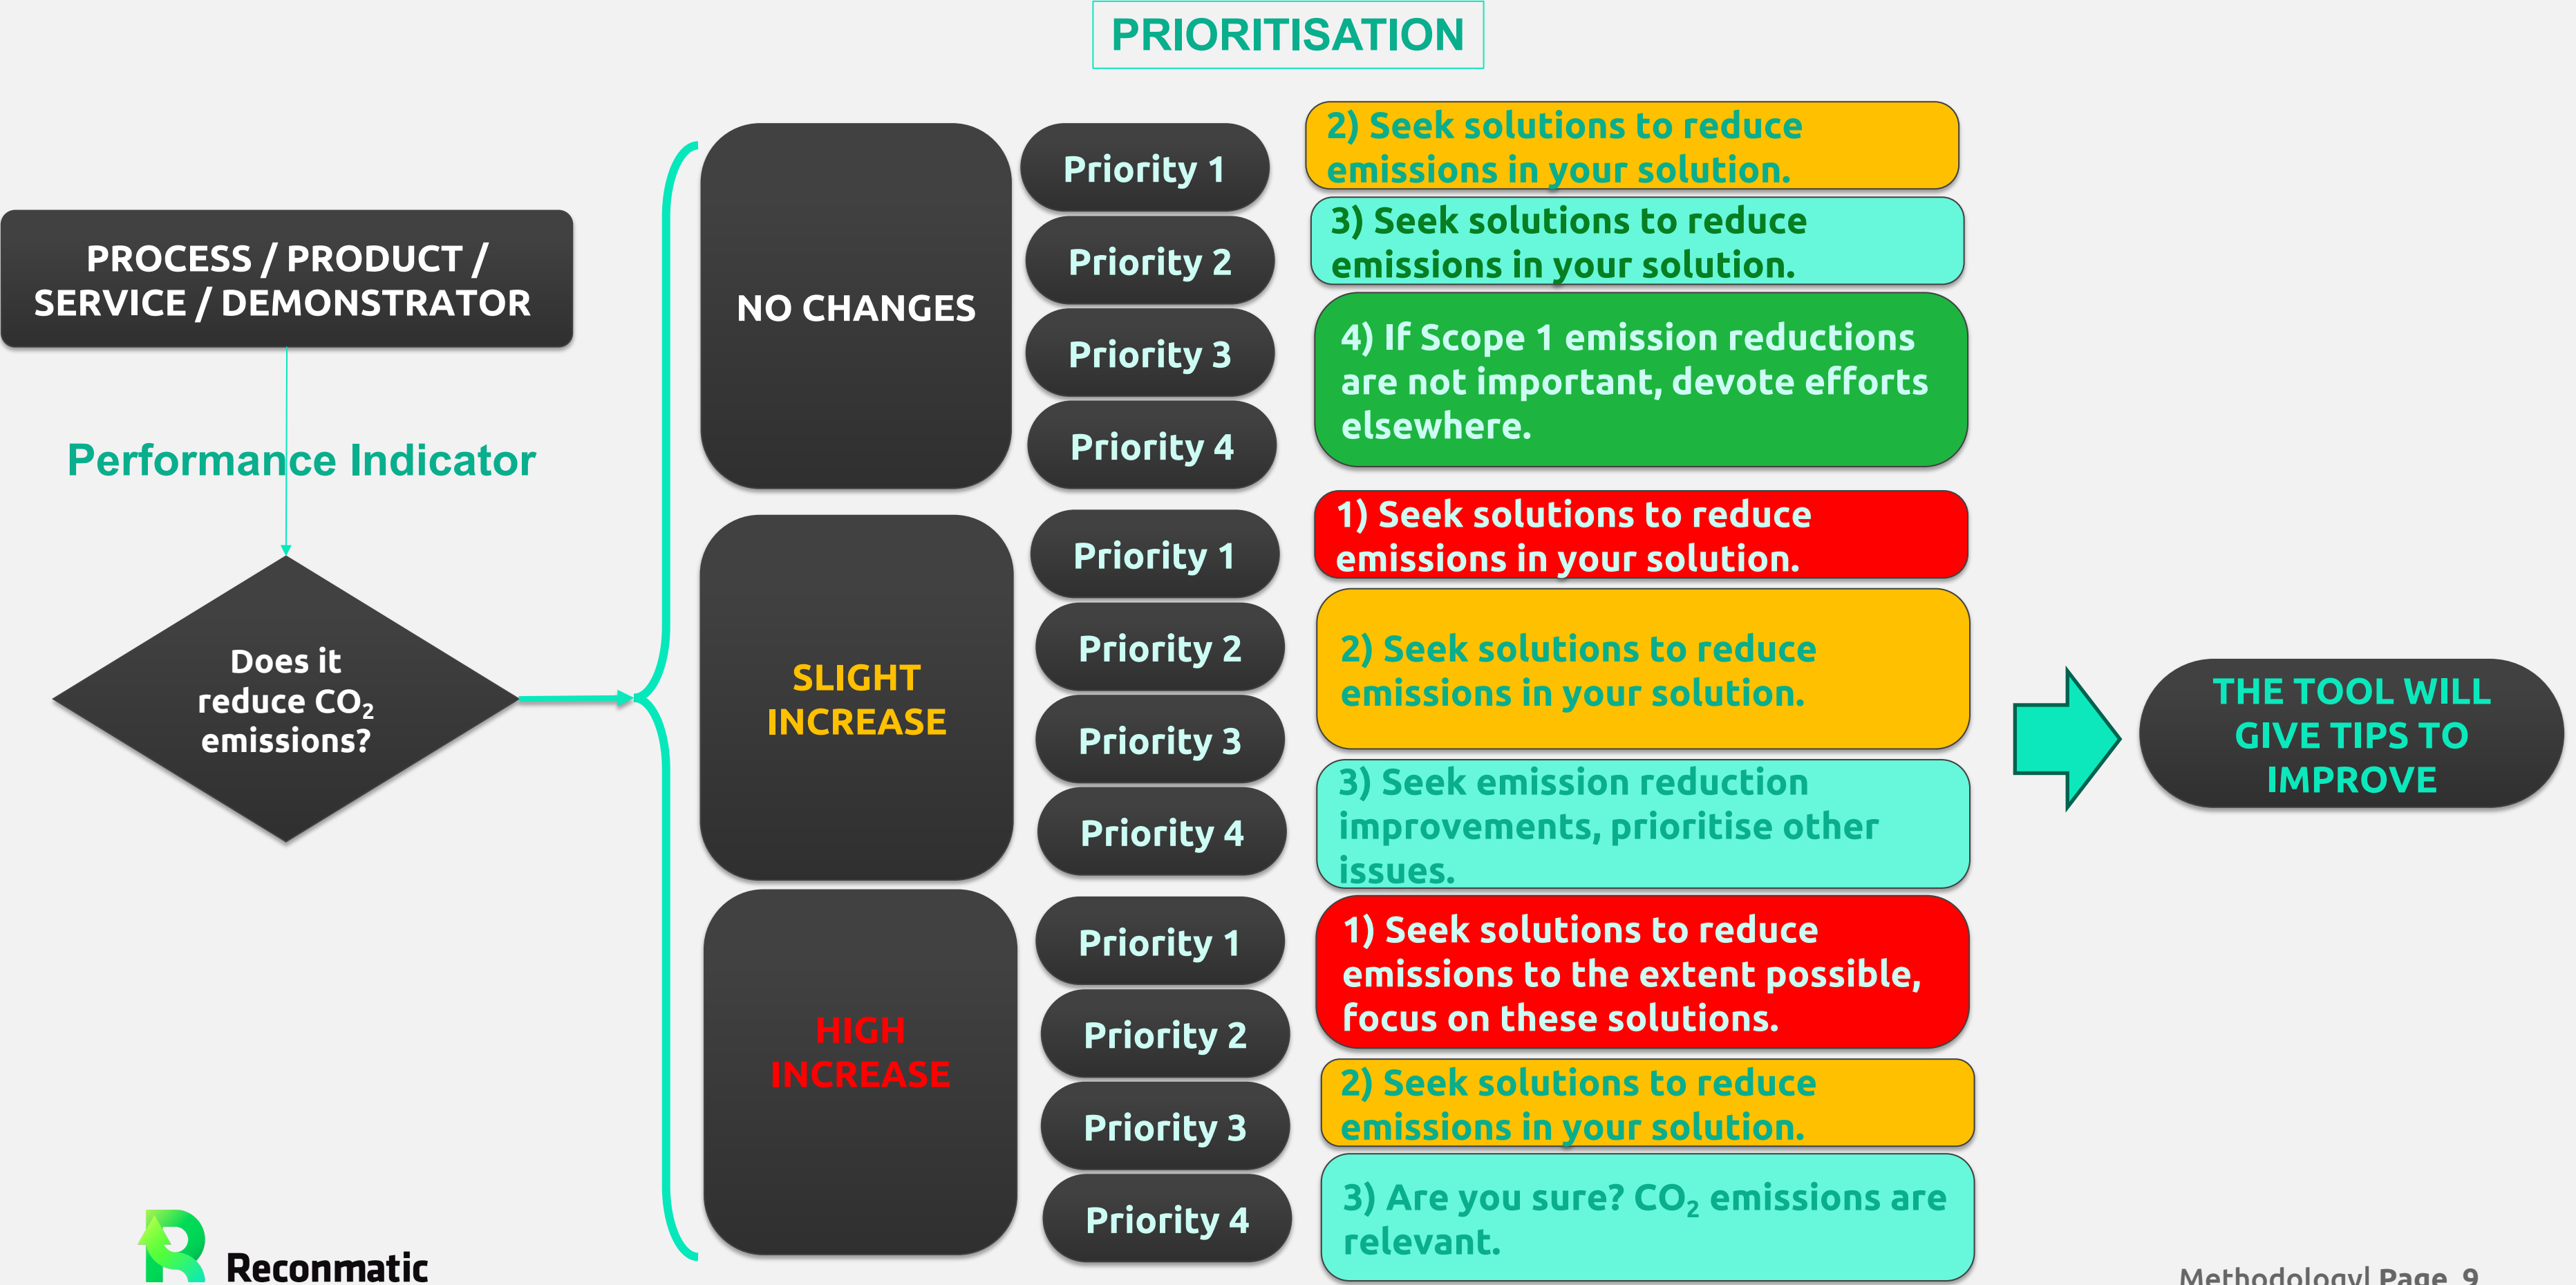 PRIORITISATION
PROCESS / PRODUCT /
SERVICE / DEMONSTRATOR
Performance Indicator
Does it
reduce CO₂
emissions?
NO CHANGES
Priority 1
Priority 2
Priority 3
Priority 4
2) Seek solutions to reduce
emissions in your solution.
3) Seek solutions to reduce
emissions in your solution.
4) If Scope 1 emission reductions
are not important, devote efforts
elsewhere.
SLIGHT
INCREASE
Priority 1
Priority 2
Priority 3
Priority 4
1) Seek solutions to reduce
emissions in your solution.
2) Seek solutions to reduce
emissions in your solution.
3) Seek emission reduction
improvements, prioritise other
issues.
HIGH
INCREASE
Priority 1
Priority 2
Priority 3
Priority 4
1) Seek solutions to reduce
emissions to the extent possible,
focus on these solutions.
2) Seek solutions to reduce
emissions in your solution.
3) Are you sure? CO₂ emissions are
relevant.
THE TOOL WILL
GIVE TIPS TO
IMPROVE
Reconmatic
Methodology| Page 9